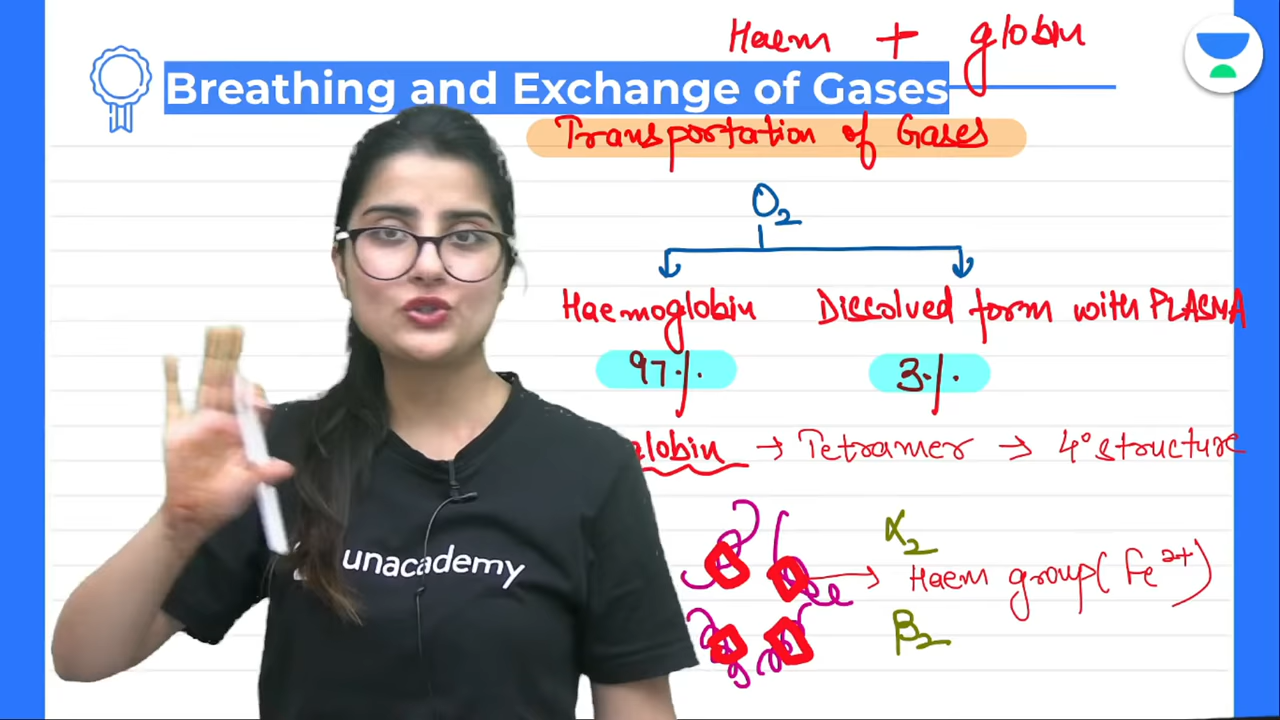 Haem + globin
Breathing and Exchange of Gases
Transportation of Gases
O2
Haemoglobin
Dissolved form with PLASMA
97%
3%
globin → Tetramer → 4° structure
α2
Haem group (Fe2+)
β2
unacademy